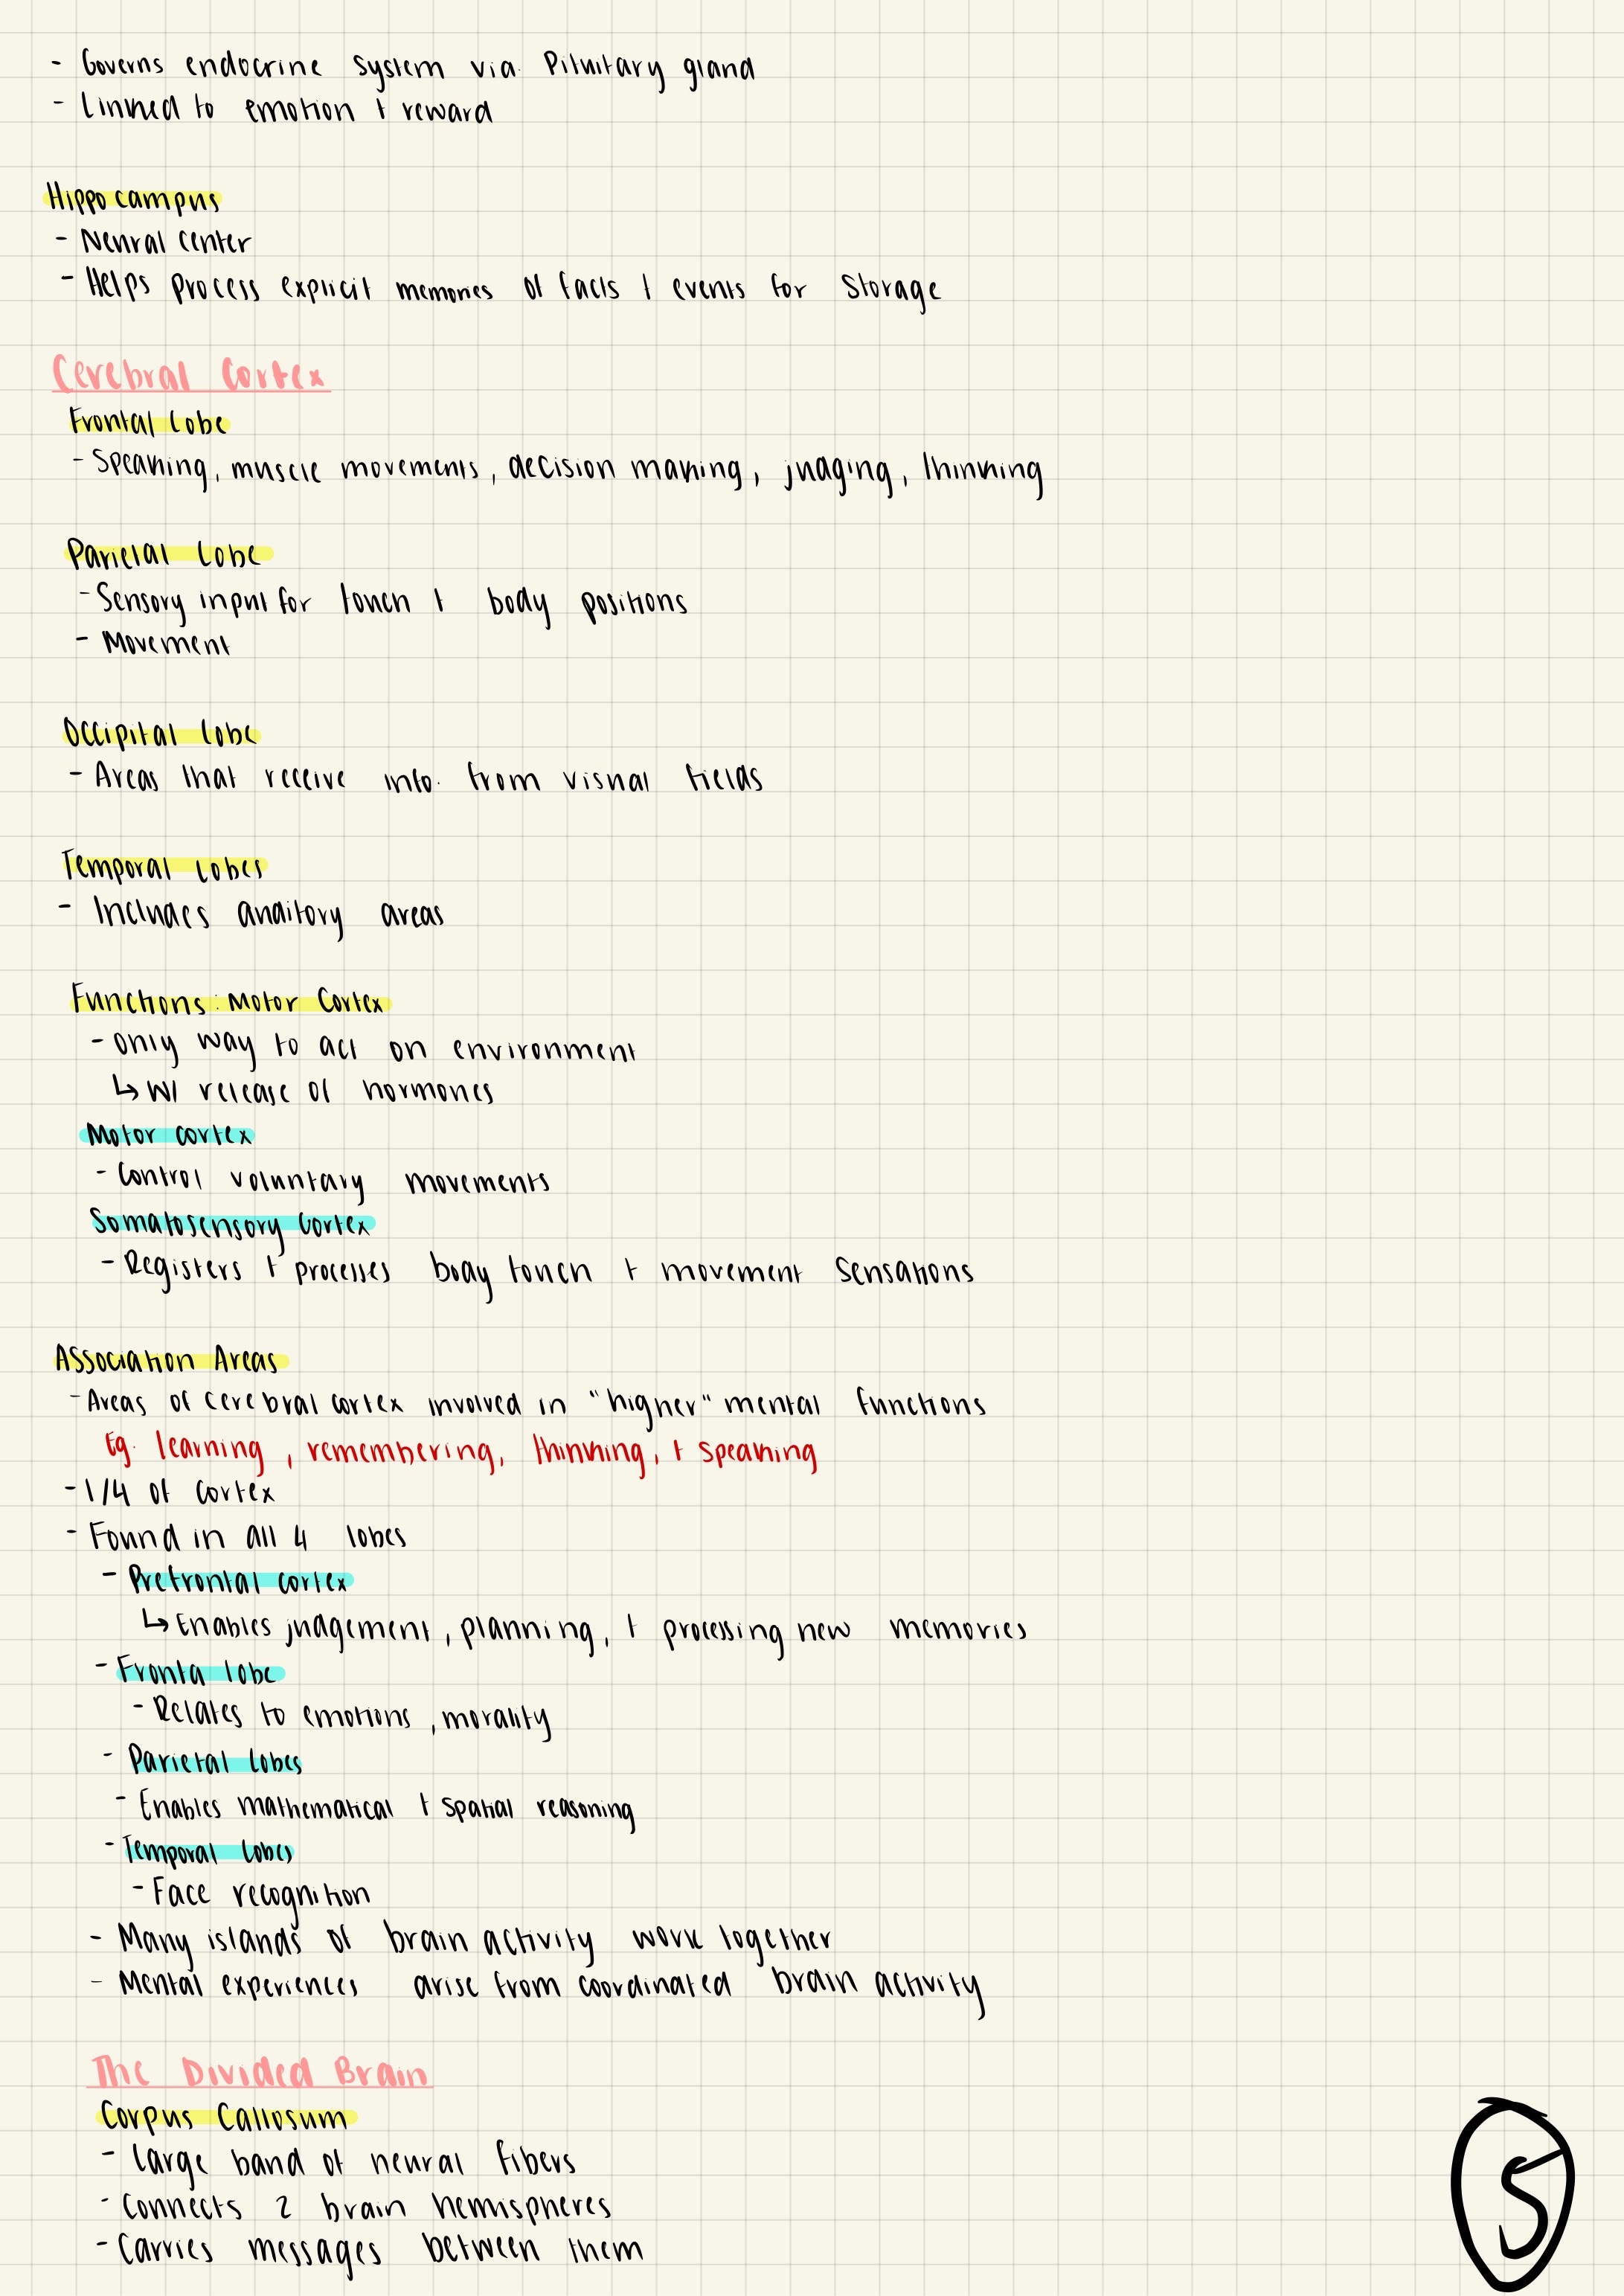 - Governs endocrine system via Pituitary gland
- Linked to emotion + reward
Hippocampus
- Neural center
- Helps process explicit memories of facts + events for storage
Cerebral Cortex
Frontal Lobe
- Speaking, muscle movements, decision making, judging, thinking
Parietal Lobe
- Sensory input for touch + body positions
- Movement
Occipital Lobe
- Areas that receive info. from visual fields
Temporal Lobes
- Includes auditory areas
Functions: Motor Cortex
- Only way to act on environment
↳ w/ release of hormones
Motor cortex
- Control voluntary movements
Somatosensory Cortex
- Registers + processes body touch + movement sensations
Association Areas
- Areas of cerebral cortex involved in "higher" mental functions
Eg. learning, remembering, thinking, + speaking
- 1/4 of cortex
- Found in all 4 lobes
- Prefrontal cortex
↳ Enables judgement, planning, + processing new memories
- Fronta lobe
- Relates to emotions, morality
- Parietal Lobes
- Enables mathematical + spatial reasoning
- Temporal Lobes
- Face recognition
- Many islands of brain activity work together
- Mental experiences arise from coordinated brain activity
The Divided Brain
Corpus Callosum
- Large band of neural fibers
- Connects 2 brain hemispheres
- Carries messages between them
S